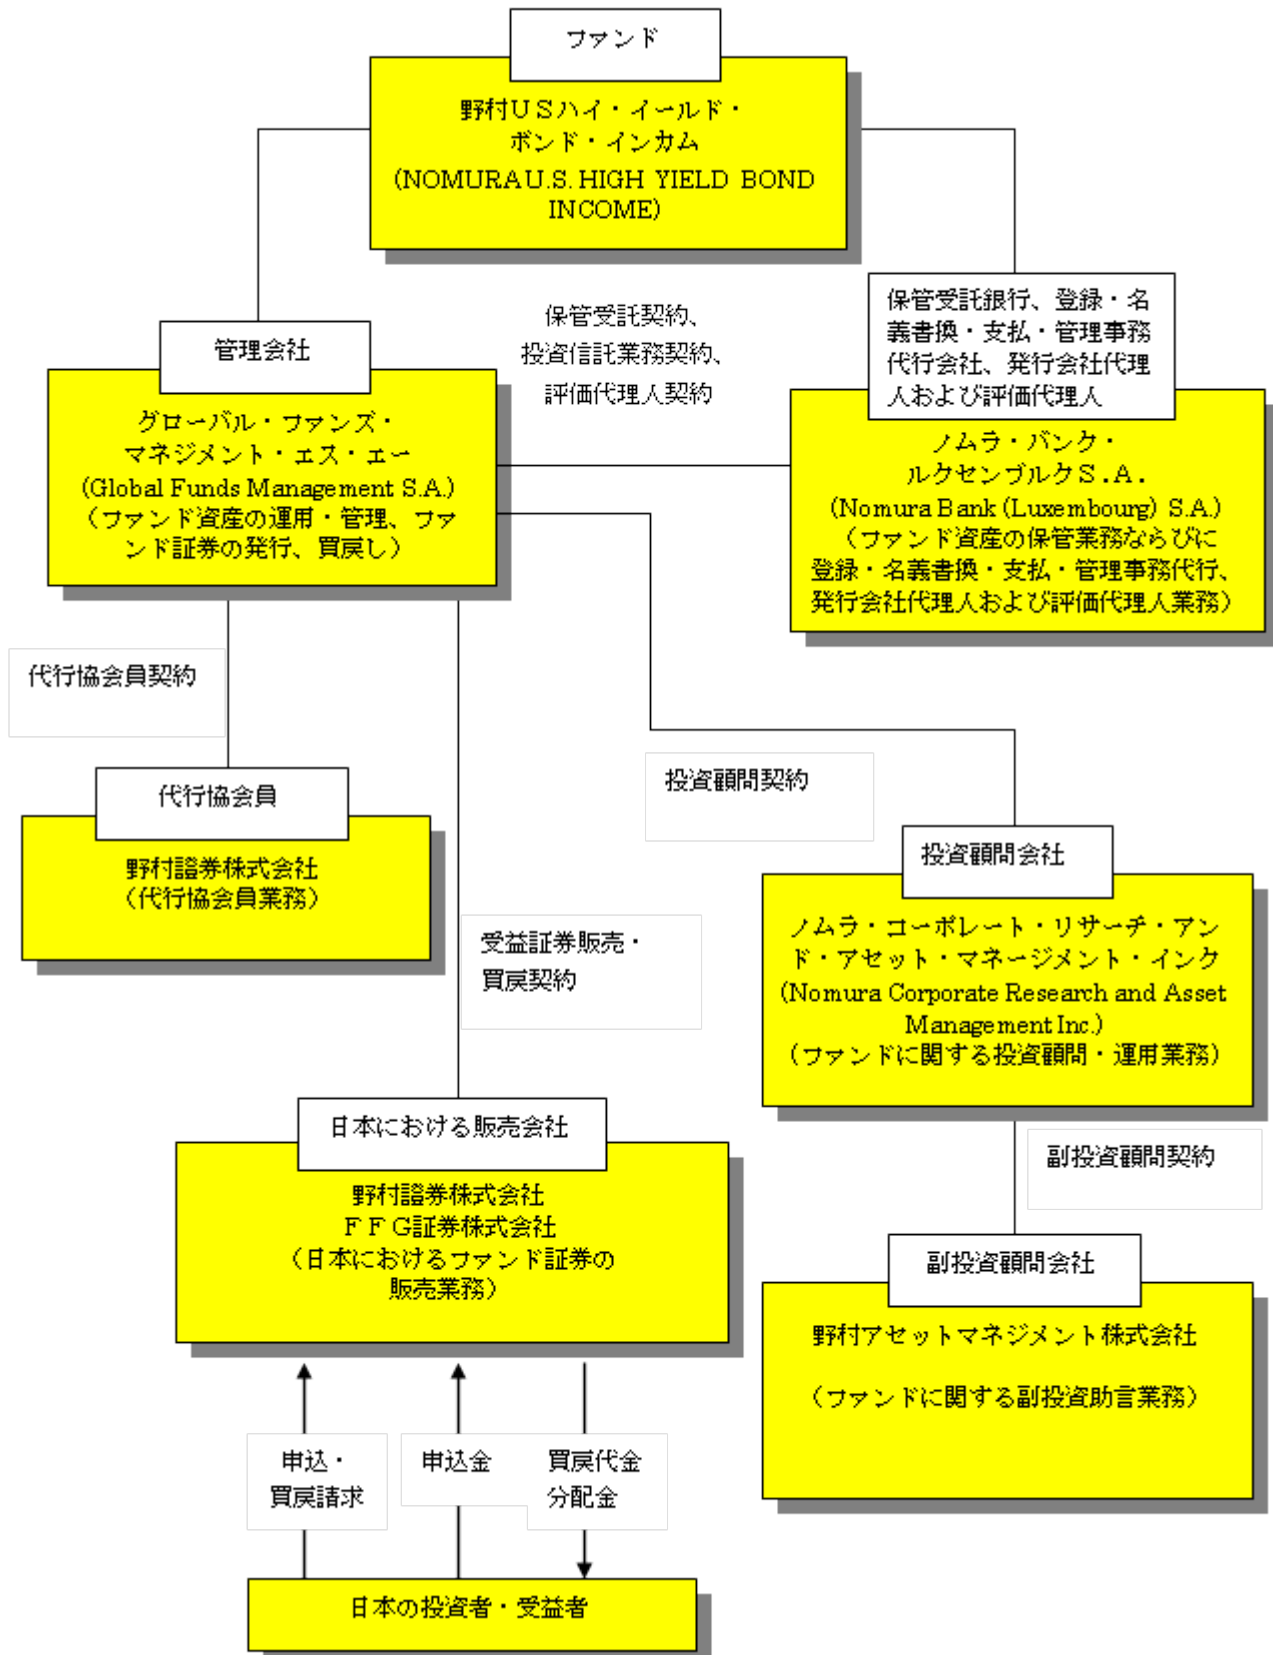 ファンド
野村ＵＳハイ・イールド・
ボンド・インカム
(NOMURA U.S. HIGH YIELD BOND
INCOME)
保管受託契約、
投資信託業務契約、
評価代理人契約
管理会社
グローバル・ファンズ・
マネジメント・エス・エー
(Global Funds Management S.A.)
（ファンド資産の運用・管理、ファ
ンド証券の発行、買戻し）
保管受託銀行、登録・名
義書換・支払・管理事務
代行会社、発行会社代理
人および評価代理人
ノムラ・バンク・
ルクセンブルクＳ.Ａ.
(Nomura Bank (Luxembourg) S.A.)
（ファンド資産の保管業務ならびに
登録・名義書換・支払・管理事務代行、
発行会社代理人および評価代理人業務）
代行協会員契約
代行協会員
野村證券株式会社
（代行協会員業務）
投資顧問契約
投資顧問会社
ノムラ・コーポレート・リサーチ・アン
ド・アセット・マネージメント・インク
(Nomura Corporate Research and Asset
Management Inc.)
（ファンドに関する投資顧問・運用業務）
受益証券販売・
買戻契約
日本における販売会社
野村證券株式会社
ＦＦＧ証券株式会社
（日本におけるファンド証券の
販売業務）
副投資顧問契約
副投資顧問会社
野村アセットマネジメント株式会社
（ファンドに関する副投資助言業務）
申込・
買戻請求
申込金
買戻代金
分配金
日本の投資者・受益者